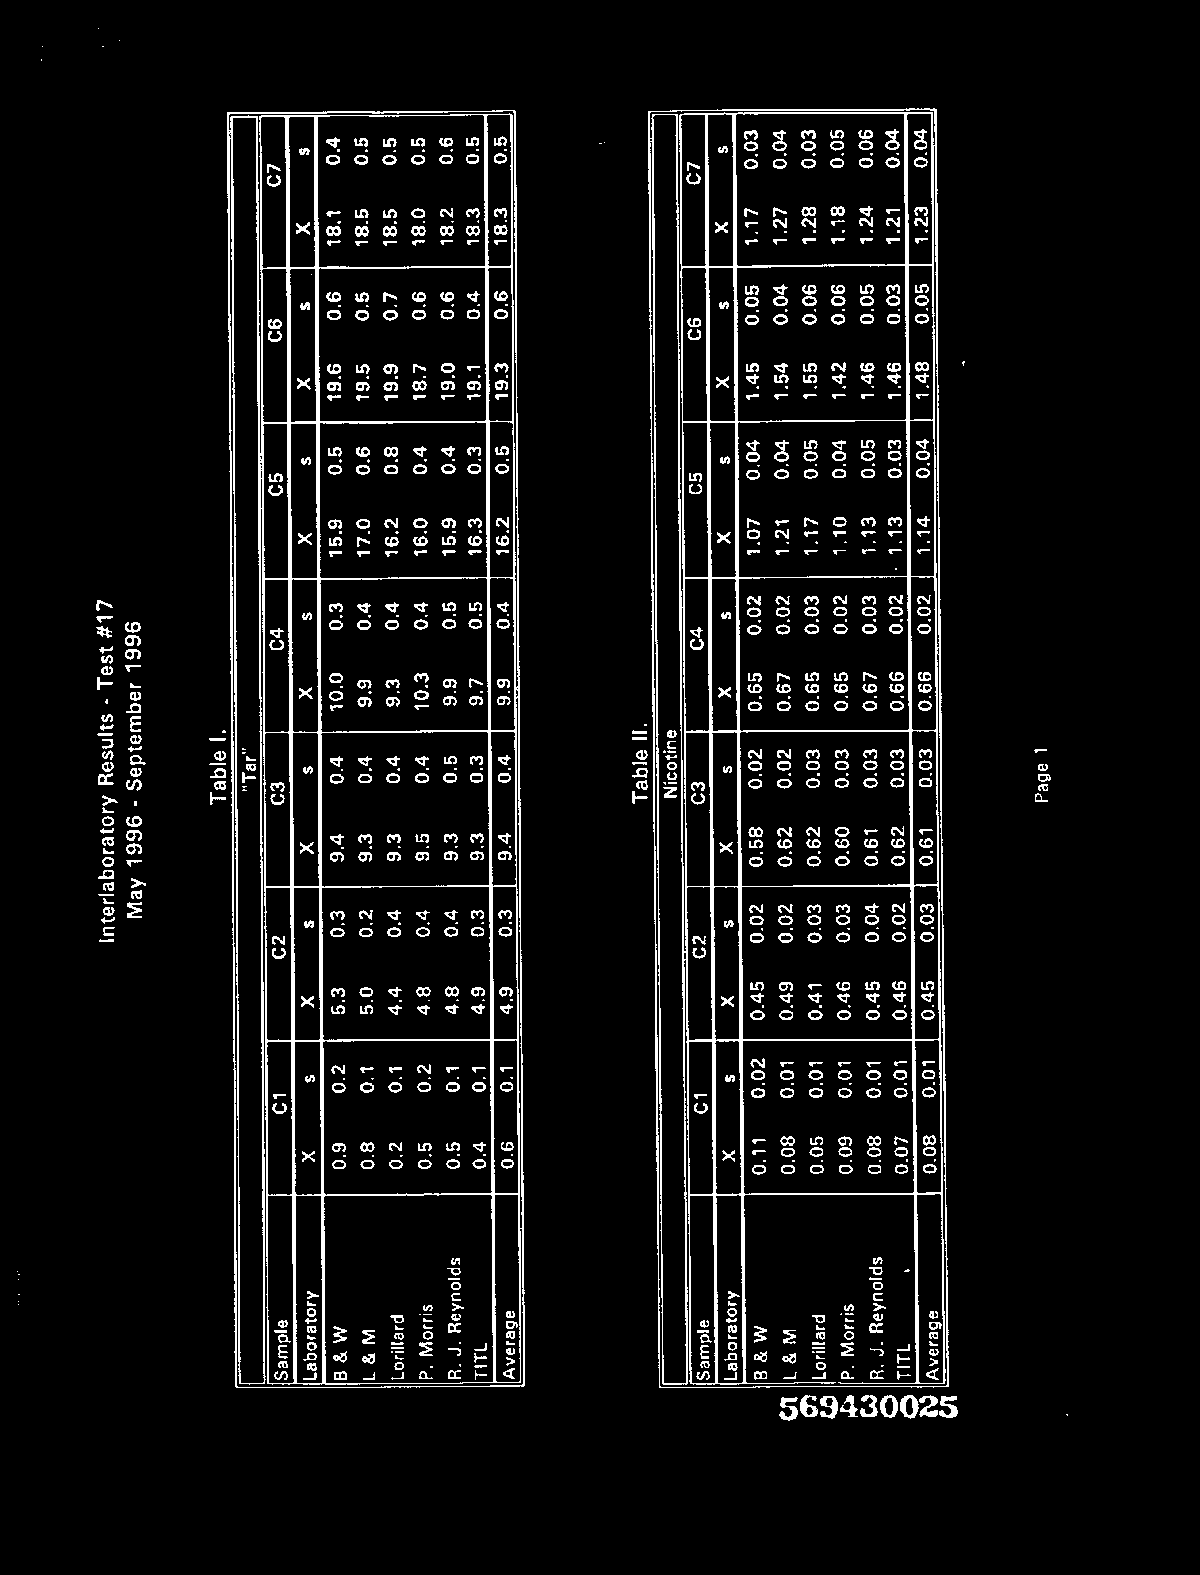 Interlaboratory Results - Test #17
May 1996 - September 1996
Table I.
"Tar"
Sample C1 C2 C3 C4 C5 C6 C7
Laboratory X s X s X s X s X s X s X s
B & W 0.9 0.2 5.3 0.3 9.4 0.4 10.0 0.3 15.9 0.5 19.6 0.6 18.1 0.4
L & M 0.8 0.1 5.0 0.2 9.3 0.4 9.9 0.4 17.0 0.6 19.5 0.5 18.5 0.5
Lorillard 0.2 0.1 4.4 0.4 9.3 0.4 9.3 0.4 16.2 0.8 19.9 0.7 18.5 0.5
P. Morris 0.5 0.2 4.8 0.4 9.5 0.4 10.3 0.4 16.0 0.4 18.7 0.6 18.0 0.5
R. J. Reynolds 0.5 0.1 4.8 0.4 9.3 0.5 9.9 0.5 15.9 0.4 19.0 0.6 18.2 0.6
TITL 0.4 0.1 4.9 0.3 9.3 0.3 9.7 0.5 16.3 0.3 19.1 0.4 18.3 0.5
Average 0.6 0.1 4.9 0.3 9.4 0.4 9.9 0.4 16.2 0.5 19.3 0.6 18.3 0.5
Table II.
Nicotine
Sample C1 C2 C3 C4 C5 C6 C7
Laboratory X s X s X s X s X s X s X s
B & W 0.11 0.02 0.45 0.02 0.58 0.02 0.65 0.02 1.07 0.04 1.45 0.05 1.17 0.03
L & M 0.08 0.01 0.49 0.02 0.62 0.02 0.67 0.02 1.21 0.04 1.54 0.04 1.27 0.04
Lorillard 0.05 0.01 0.41 0.03 0.62 0.03 0.65 0.03 1.17 0.05 1.55 0.06 1.28 0.03
P. Morris 0.09 0.01 0.46 0.03 0.60 0.03 0.65 0.02 1.10 0.04 1.42 0.06 1.18 0.05
R. J. Reynolds 0.08 0.01 0.45 0.04 0.61 0.03 0.67 0.03 1.13 0.05 1.46 0.05 1.24 0.06
TITL 0.07 0.01 0.46 0.02 0.62 0.03 0.66 0.02 1.13 0.03 1.46 0.03 1.21 0.04
Average 0.08 0.01 0.45 0.03 0.61 0.03 0.66 0.02 1.14 0.04 1.48 0.05 1.23 0.04
Page 1
569430025